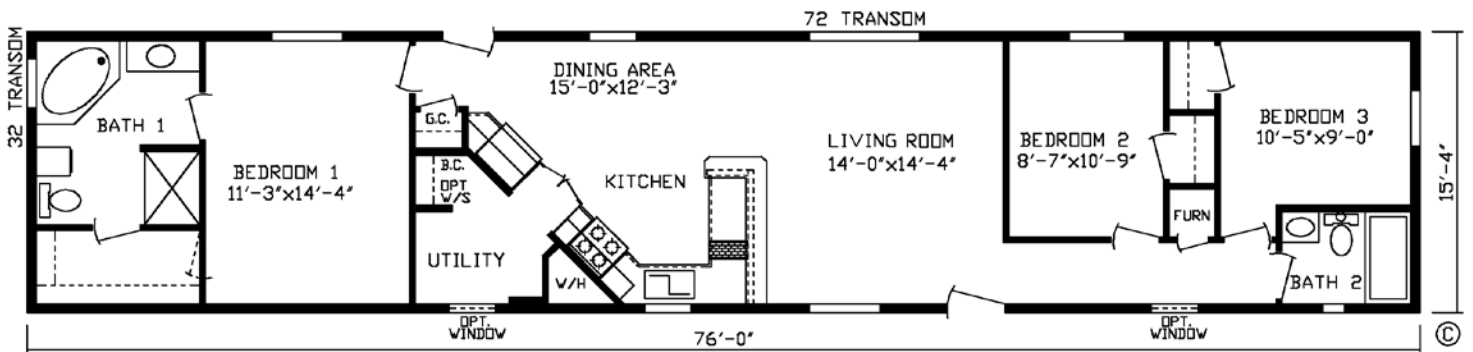 72 TRANSOM
32 TRANSOM
DINING AREA
15'-0"x12'-3"
G.C.
BATH 1
BEDROOM 1
11'-3"x14'-4"
B.C.
OPT
W/S
KITCHEN
LIVING ROOM
14'-0"x14'-4"
BEDROOM 2
8'-7"x10'-9"
BEDROOM 3
10'-5"x9'-0"
15'-4"
FURN
UTILITY
W/H
BATH 2
OPT.
WINDOW
OPT.
WINDOW
76'-0"
©